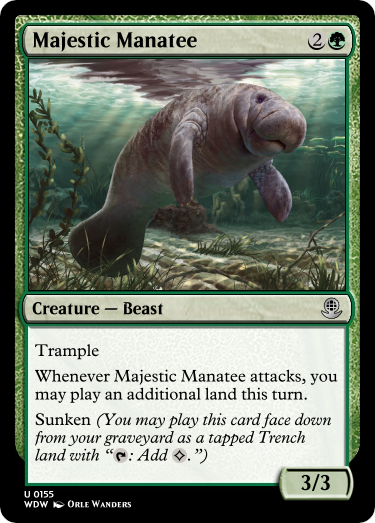 Majestic Manatee 2
Creature — Beast
Trample
Whenever Majestic Manatee attacks, you
may play an additional land this turn.
Sunken (You may play this card face down
from your graveyard as a tapped Trench
land with “: Add .”)
3/3
U 0155
WDW Orle Wanders